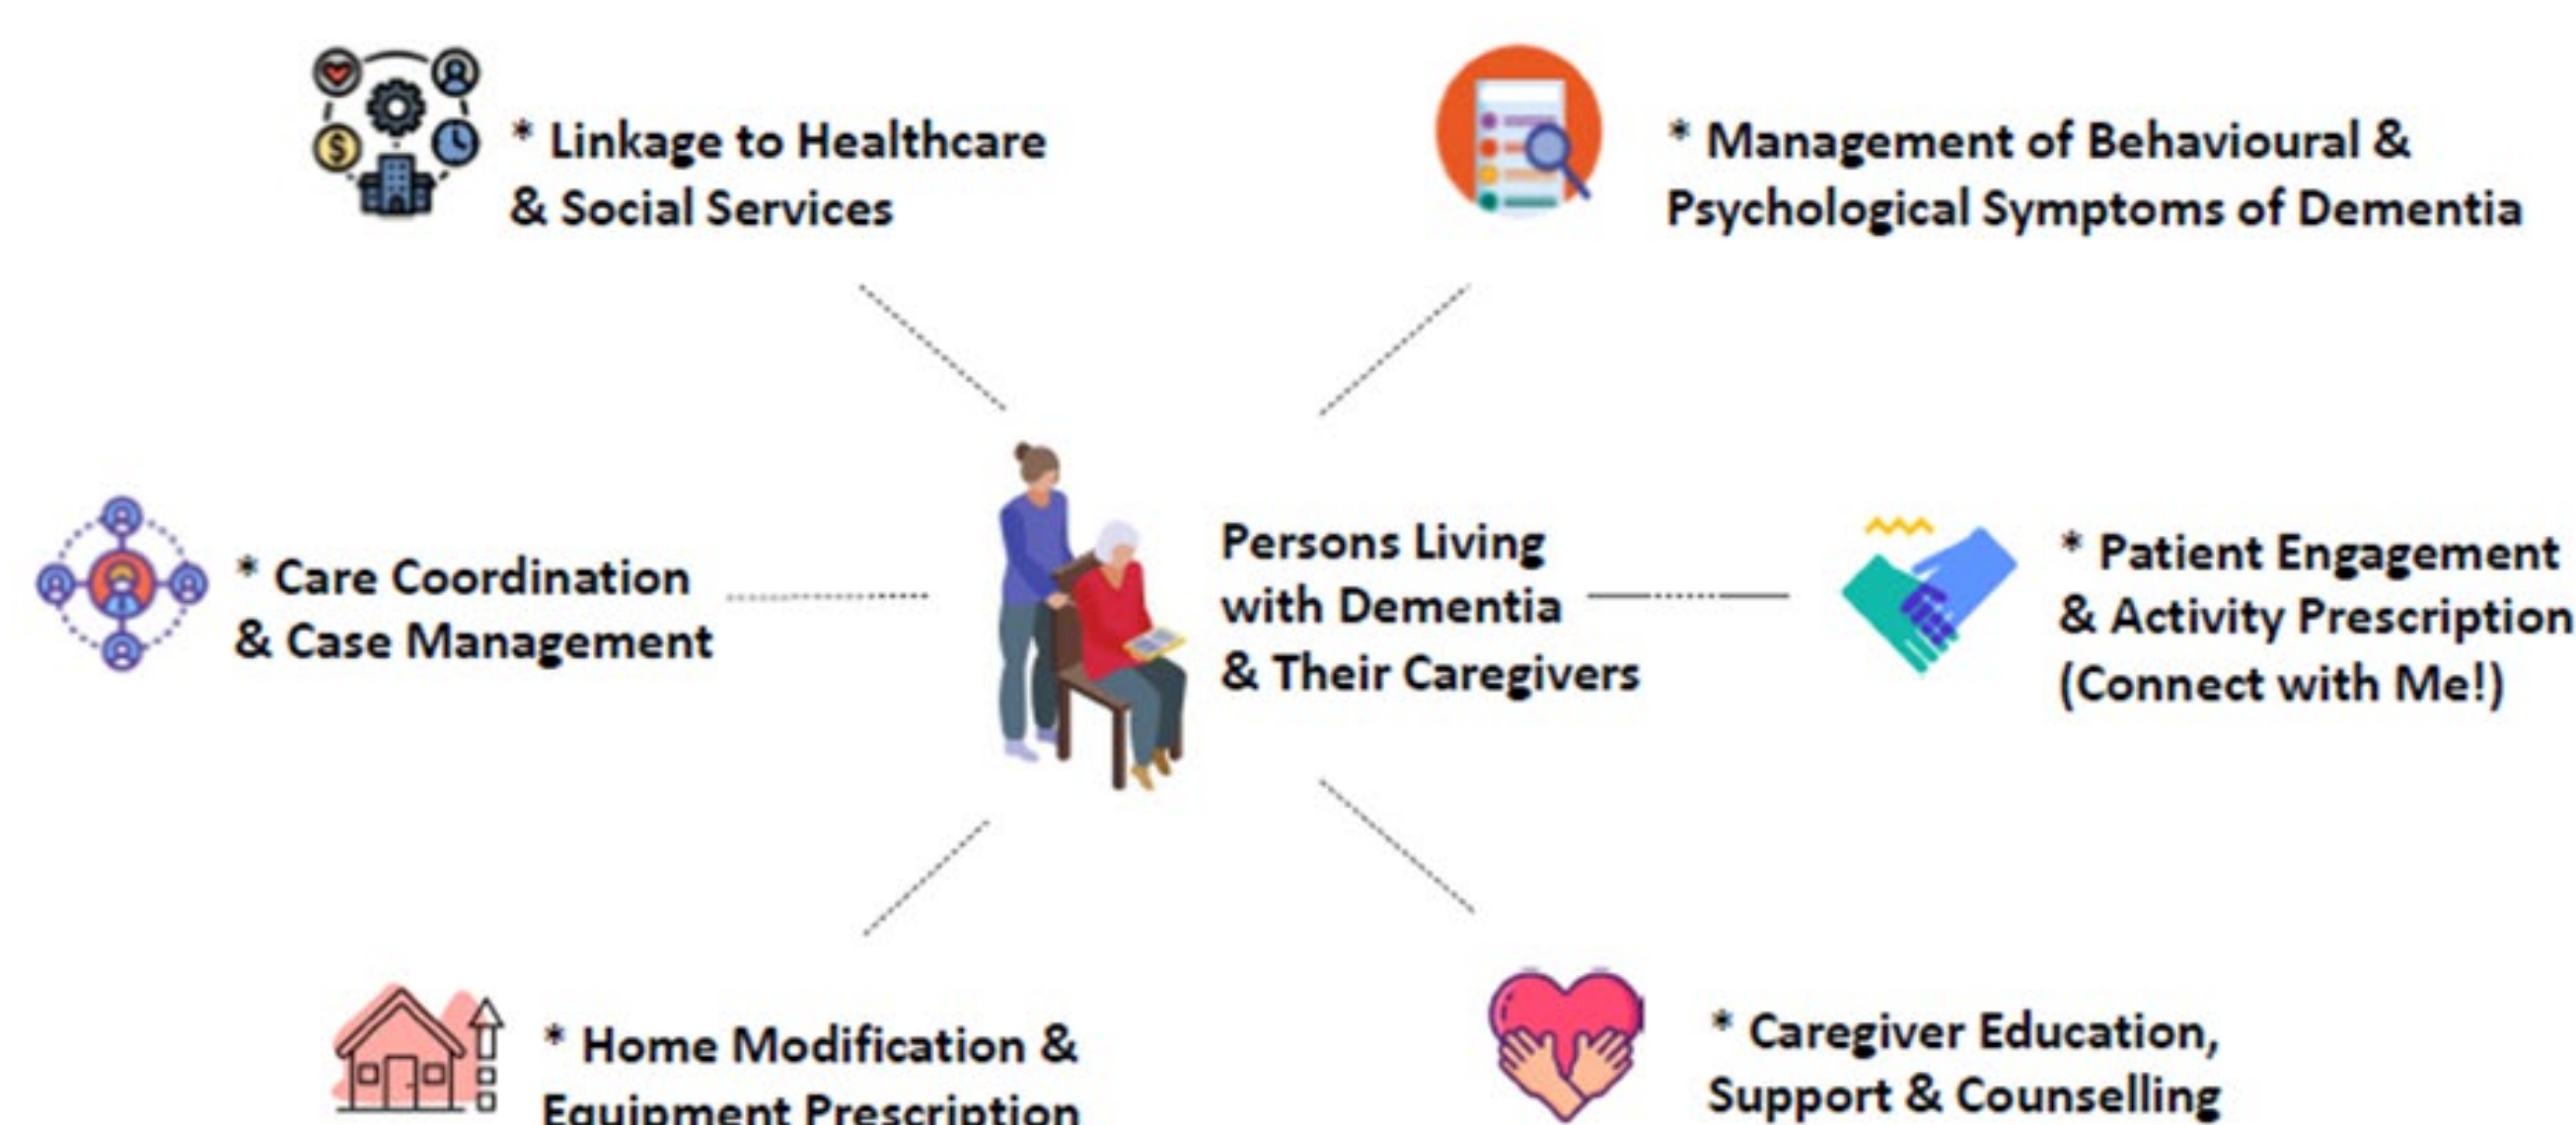 * Linkage to Healthcare
& Social Services
* Management of Behavioural &
Psychological Symptoms of Dementia
* Care Coordination
& Case Management
Persons Living
with Dementia
& Their Caregivers
* Patient Engagement
& Activity Prescription
(Connect with Me!)
* Home Modification &
Equipment Prescription
* Caregiver Education,
Support & Counselling